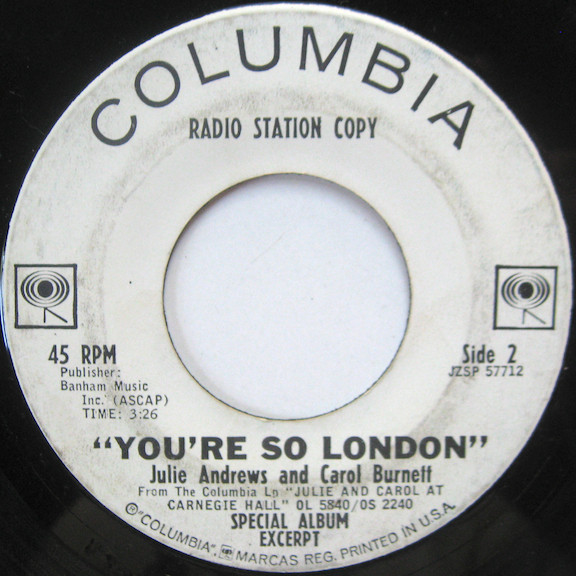 COLUMBIA
RADIO STATION COPY
45 RPM
Publisher:
Banham Music
Inc. (ASCAP)
TIME: 3:26
Side 2
JZSP 57712
"YOU'RE SO LONDON"
Julie Andrews and Carol Burnett
From The Columbia Lp "JULIE AND CAROL AT
CARNEGIE HALL" OL 5840/OS 2240
SPECIAL ALBUM
EXCERPT
® "COLUMBIA", MARCAS REG. PRINTED IN U.S.A.